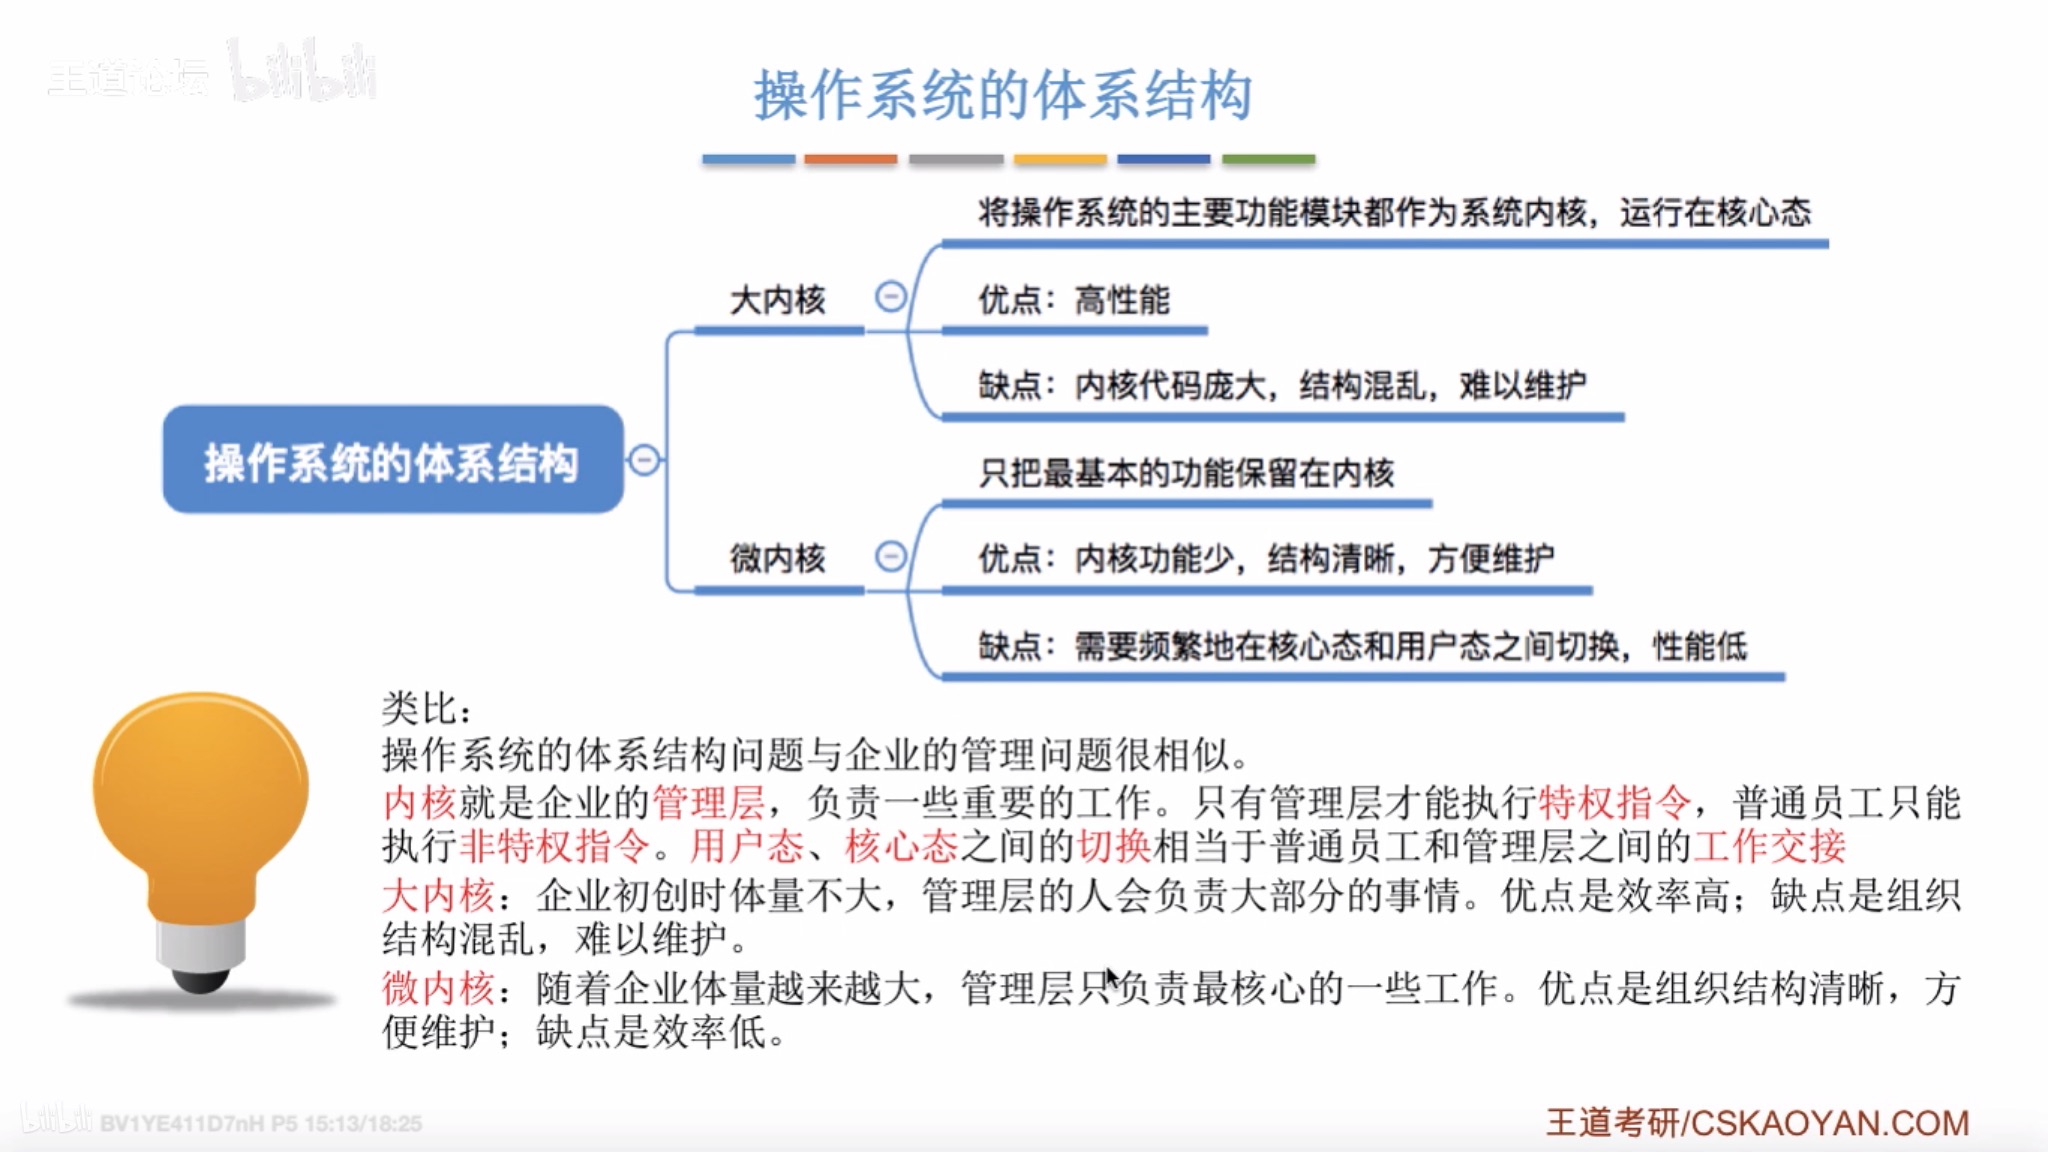 王道论坛 bilibili
操作系统的体系结构
将操作系统的主要功能模块都作为系统内核，运行在核心态
大内核
优点：高性能
缺点：内核代码庞大，结构混乱，难以维护
操作系统的体系结构
只把最基本的功能保留在内核
微内核
优点：内核功能少，结构清晰，方便维护
缺点：需要频繁地在核心态和用户态之间切换，性能低
类比：
操作系统的体系结构问题与企业的管理问题很相似。
内核就是企业的管理层，负责一些重要的工作。只有管理层才能执行特权指令，普通员工只能
执行非特权指令。用户态、核心态之间的切换相当于普通员工和管理层之间的工作交接
大内核：企业初创时体量不大，管理层的人会负责大部分的事情。优点是效率高；缺点是组织
结构混乱，难以维护。
微内核：随着企业体量越来越大，管理层只负责最核心的一些工作。优点是组织结构清晰，方
便维护；缺点是效率低。
bilibili BV1YE411D7nH P5 15:13/18:25
王道考研/CSKAOYAN.COM